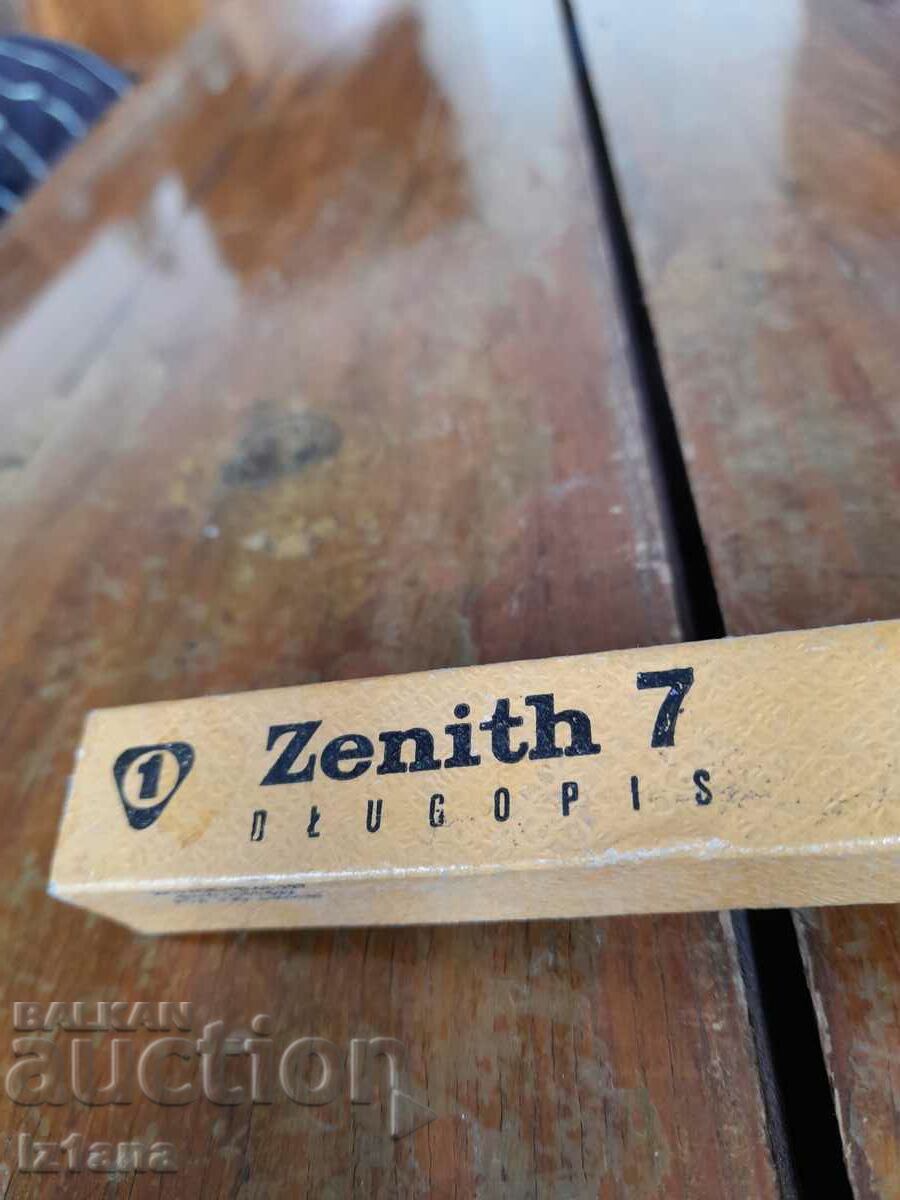 1
Zenith 7
DŁUGOPIS
BALKAN
auction
Iz1ana